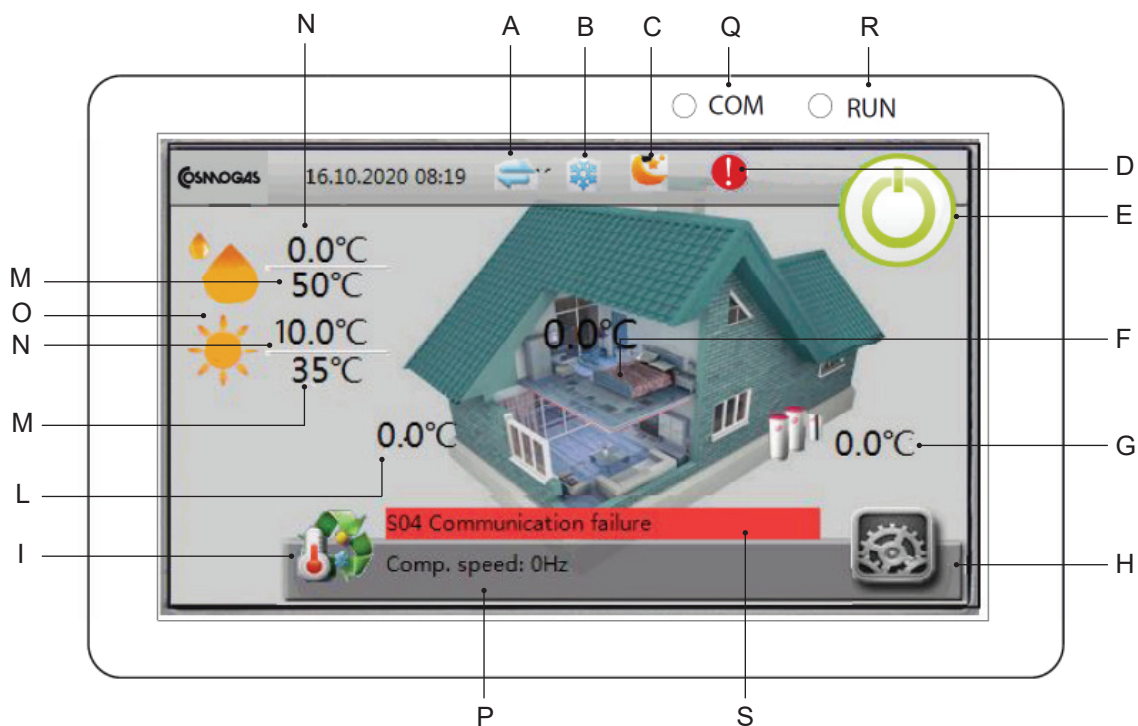 N A B C Q R
COM RUN
COSMOGAS 16.10.2020 08:19
D
E
0.0°C
M 50°C
O
N 10.0°C
0.0°C F
35°C
M
0.0°C
0.0°C G
L
S04 Communication failure
I Comp. speed: 0Hz H
P S